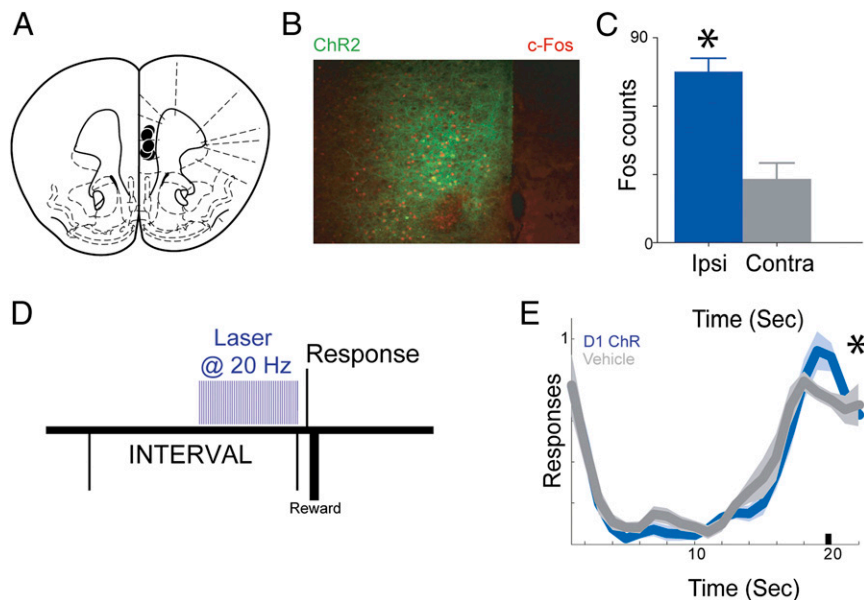 A
B
ChR2
c-Fos
C
*
90
Fos counts
0
Ipsi
Contra
D
Laser
@ 20 Hz
Response
INTERVAL
Reward
E
Time (Sec)
D1 ChR
Vehicle
*
1
Responses
10
20
Time (Sec)